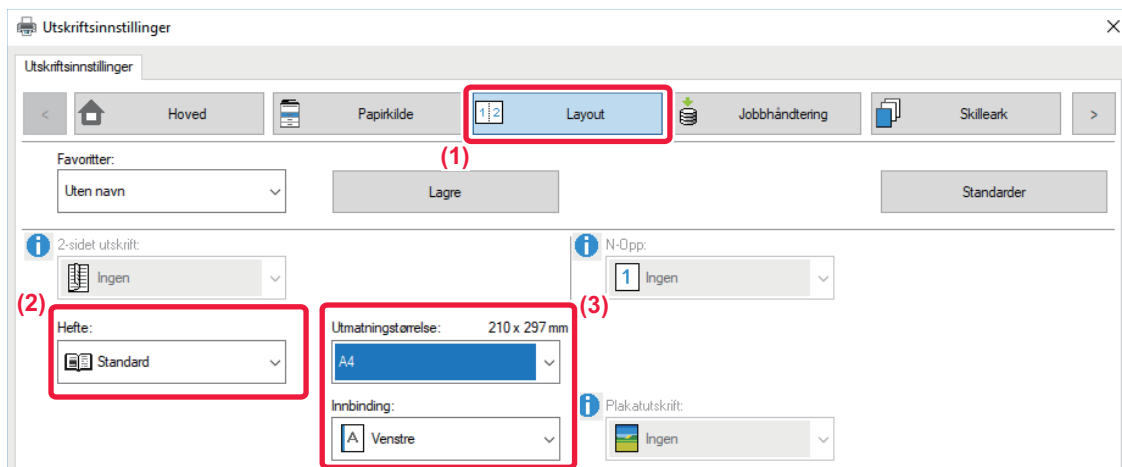 Utskriftsinnstillinger
Utskriftsinnstillinger
< Hoved Papirkilde 1 2 Layout Jobbhåndtering Skilleark >
(1)
Favoritter:
Uten navn Lagre Standarder
2-sidet utskrift: N-Opp:
Ingen 1 Ingen
(2) (3)
Hefte: Utmatningstørrelse: 210 x 297 mm
Standard A4
Innbinding: Plakatutskrift:
A Venstre Ingen